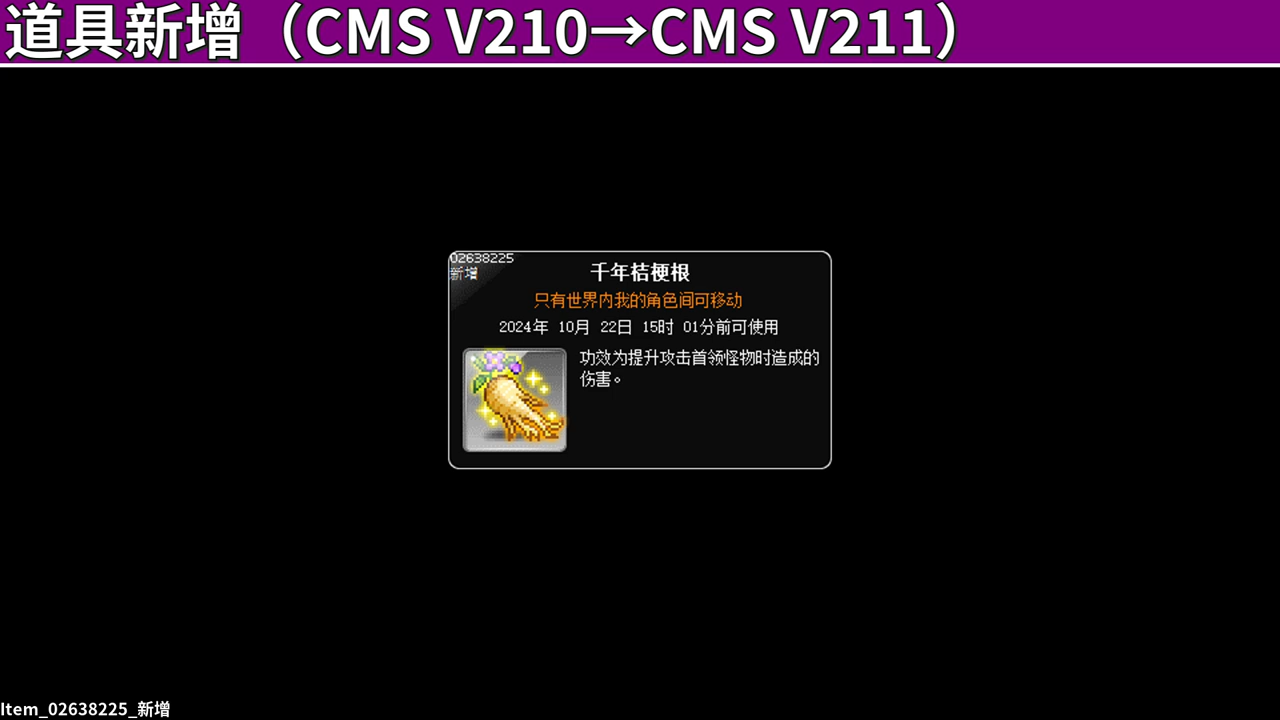 道具新增（CMS V210→CMS V211）
02638225
新增
千年桔梗根
只有世界内我的角色间可移动
2024年 10月 22日 15时 01分前可使用
功效为提升攻击首领怪物时造成的
伤害。
Item_02638225_新增